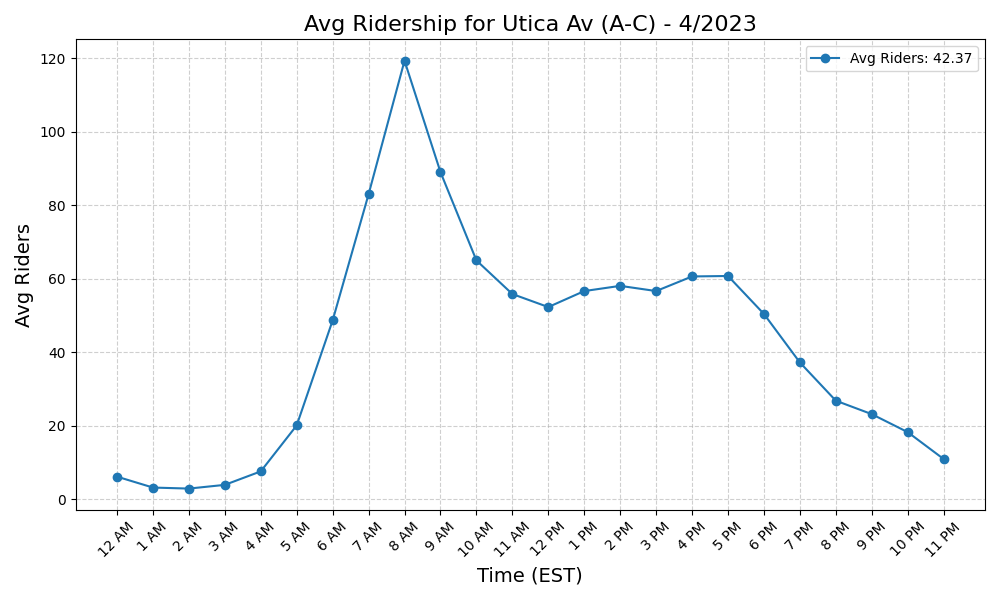 Avg Ridership for Utica Av (A-C) - 4/2023
Avg Riders: 42.37
Avg Riders
120
100
80
60
40
20
0
12 AM
1 AM
2 AM
3 AM
4 AM
5 AM
6 AM
7 AM
8 AM
9 AM
10 AM
11 AM
12 PM
1 PM
2 PM
3 PM
4 PM
5 PM
6 PM
7 PM
8 PM
9 PM
10 PM
11 PM
Time (EST)